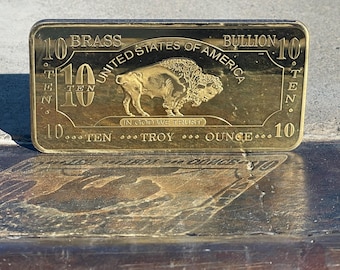 10 BRASS BULLION 10
UNITED STATES OF AMERICA
TEN
10
TEN
TEN
IN GOD WE TRUST
10 ··· TEN ··· TROY ··· OUNCE ··· 10